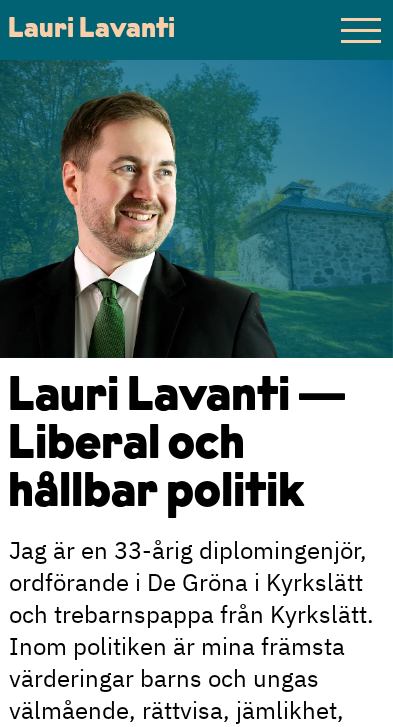 Lauri Lavanti
Lauri Lavanti —
Liberal och
hållbar politik
Jag är en 33-årig diplomingenjör,
ordförande i De Gröna i Kyrkslätt
och trebarnspappa från Kyrkslätt.
Inom politiken är mina främsta
värderingar barns och ungas
välmående, rättvisa, jämlikhet,